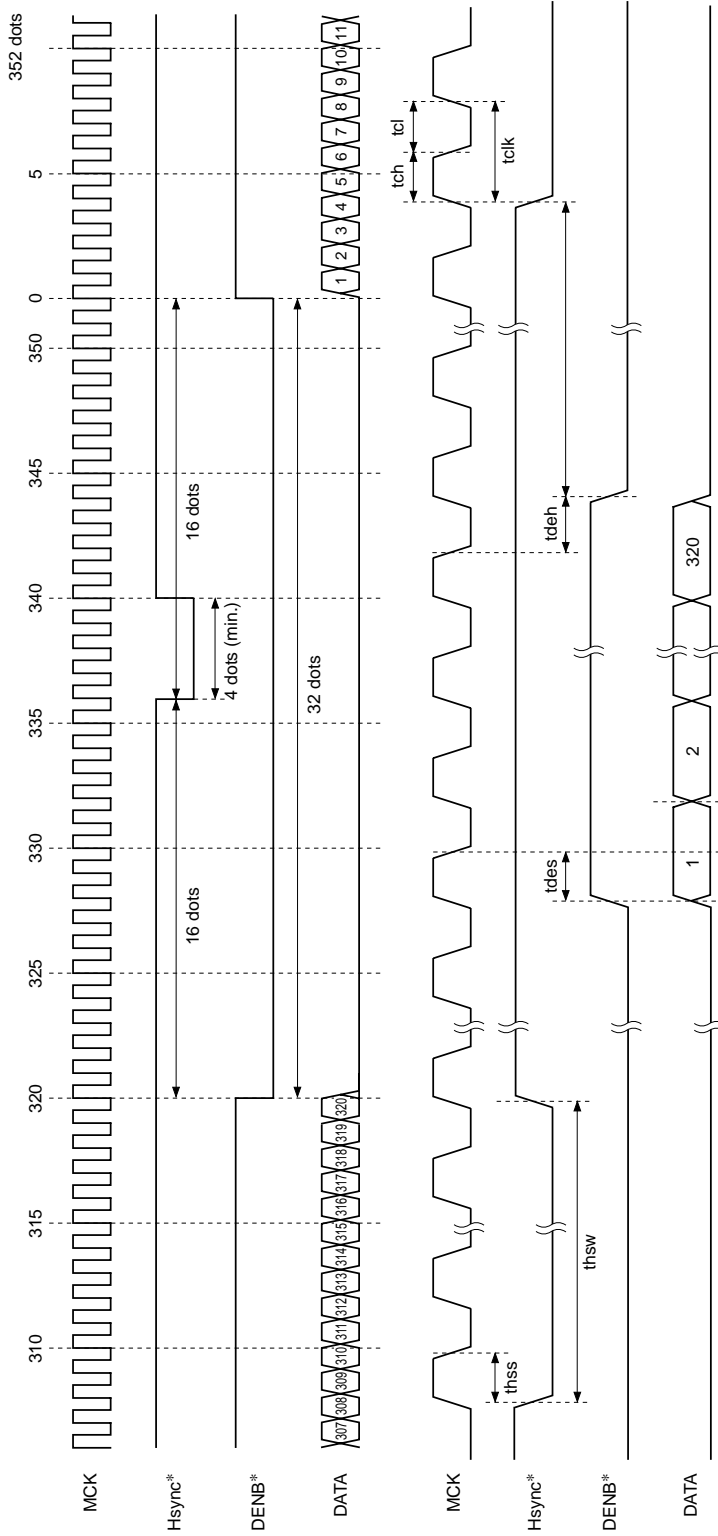 352 dots
310 315 320 325 330 335 340 345 350 0 5
MCK
Hsync*
16 dots 16 dots
4 dots (min.)
DENB*
32 dots
DATA
307 308 309 310 311 312 313 314 315 316 317 318 319 320 1 2 3 4 5 6 7 8 9 10 11
MCK
tch tcl
thss
tclk
Hsync*
thsw
tdes tdeh
DENB*
DATA
1 2 320